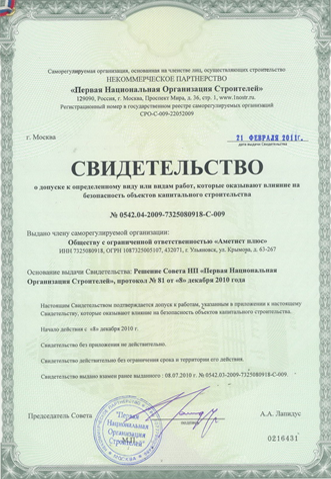 Саморегулируемая организация, основанная на членстве лиц, осуществляющих строительство
НЕКОММЕРЧЕСКОЕ ПАРТНЕРСТВО
«Первая Национальная Организация Строителей»
129090, Россия, г. Москва, Проспект Мира, д. 36, стр. 1, www.1nostr.ru.
Регистрационный номер в государственном реестре саморегулируемых организаций
СРО-С-009-22052009
г. Москва
21 ФЕВРАЛЯ 2011г.
дата выдачи Свидетельства
СВИДЕТЕЛЬСТВО
о допуске к определенному виду или видам работ, которые оказывают влияние на
безопасность объектов капитального строительства
№ 0542.04-2009-7325080918-С-009
Выдано члену саморегулируемой организации:
Обществу с ограниченной ответственностью «Аметист плюс»
ИНН 7325080918, ОГРН 1087325005107, 432071, г. Ульяновск, ул. Крымова, д. 63-267
Основание выдачи Свидетельства: Решение Совета НП «Первая Национальная
Организация Строителей», протокол № 81 от «8» декабря 2010 года
Настоящим Свидетельством подтверждается допуск к работам, указанным в приложении к настоящему
Свидетельству, которые оказывают влияние на безопасность объектов капитального строительства.
Начало действия с «8» декабря 2010 г.
Свидетельство без приложения не действительно.
Свидетельство действительно без ограничения срока и территории его действия.
Свидетельство выдано взамен ранее выданного : 08.07.2010 г. № 0542.03-2009-7325080918-С-009.
Председатель Совета
подпись
А.А. Лапидус
"Первая
Национальная
Организация
Строителей"
М.П.
0216431